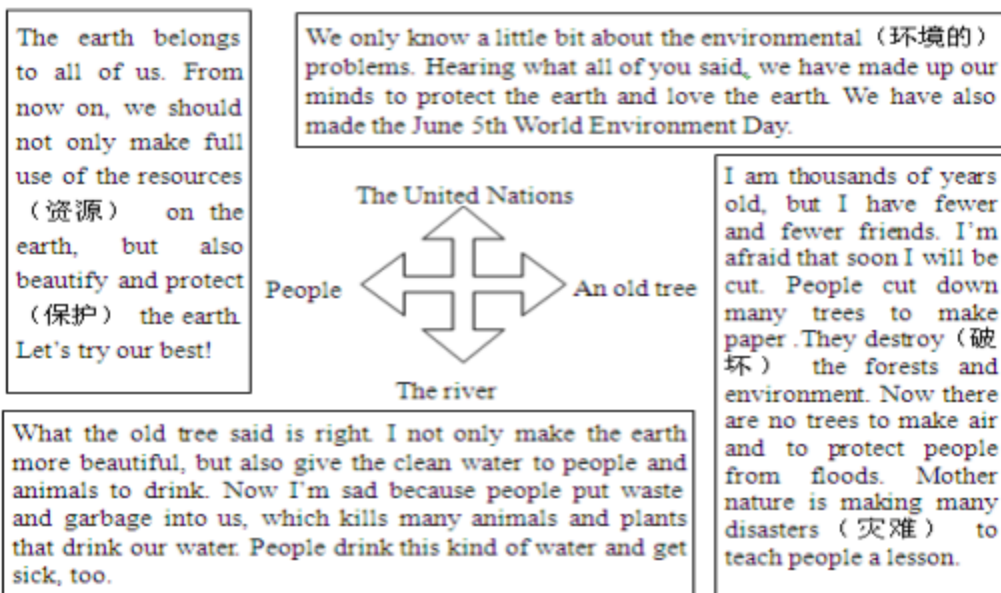 The earth belongs
to all of us. From
now on, we should
not only make full
use of the resources
（资源） on the
earth, but also
beautify and protect
（保护） the earth.
Let's try our best!
We only know a little bit about the environmental（环境的）
problems. Hearing what all of you said, we have made up our
minds to protect the earth and love the earth. We have also
made the June 5th World Environment Day.
The United Nations
People
An old tree
The river
I am thousands of years
old, but I have fewer
and fewer friends. I'm
afraid that soon I will be
cut. People cut down
many trees to make
paper .They destroy（破
坏） the forests and
environment. Now there
are no trees to make air
and to protect people
from floods. Mother
nature is making many
disasters（灾难） to
teach people a lesson.
What the old tree said is right. I not only make the earth
more beautiful, but also give the clean water to people and
animals to drink. Now I'm sad because people put waste
and garbage into us, which kills many animals and plants
that drink our water. People drink this kind of water and get
sick, too.